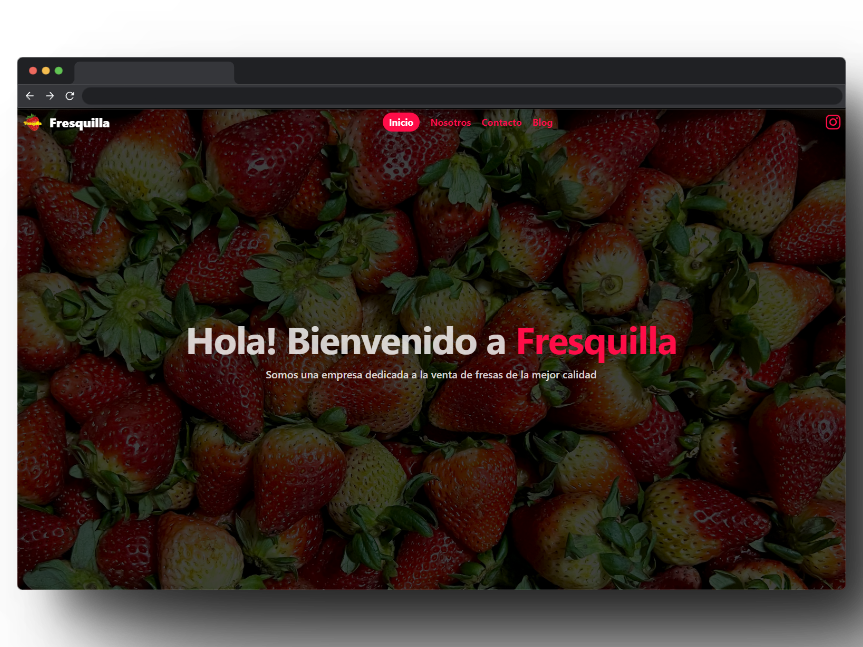 Fresquilla
Inicio Nosotros Contacto Blog
Hola! Bienvenido a Fresquilla
Somos una empresa dedicada a la venta de fresas de la mejor calidad